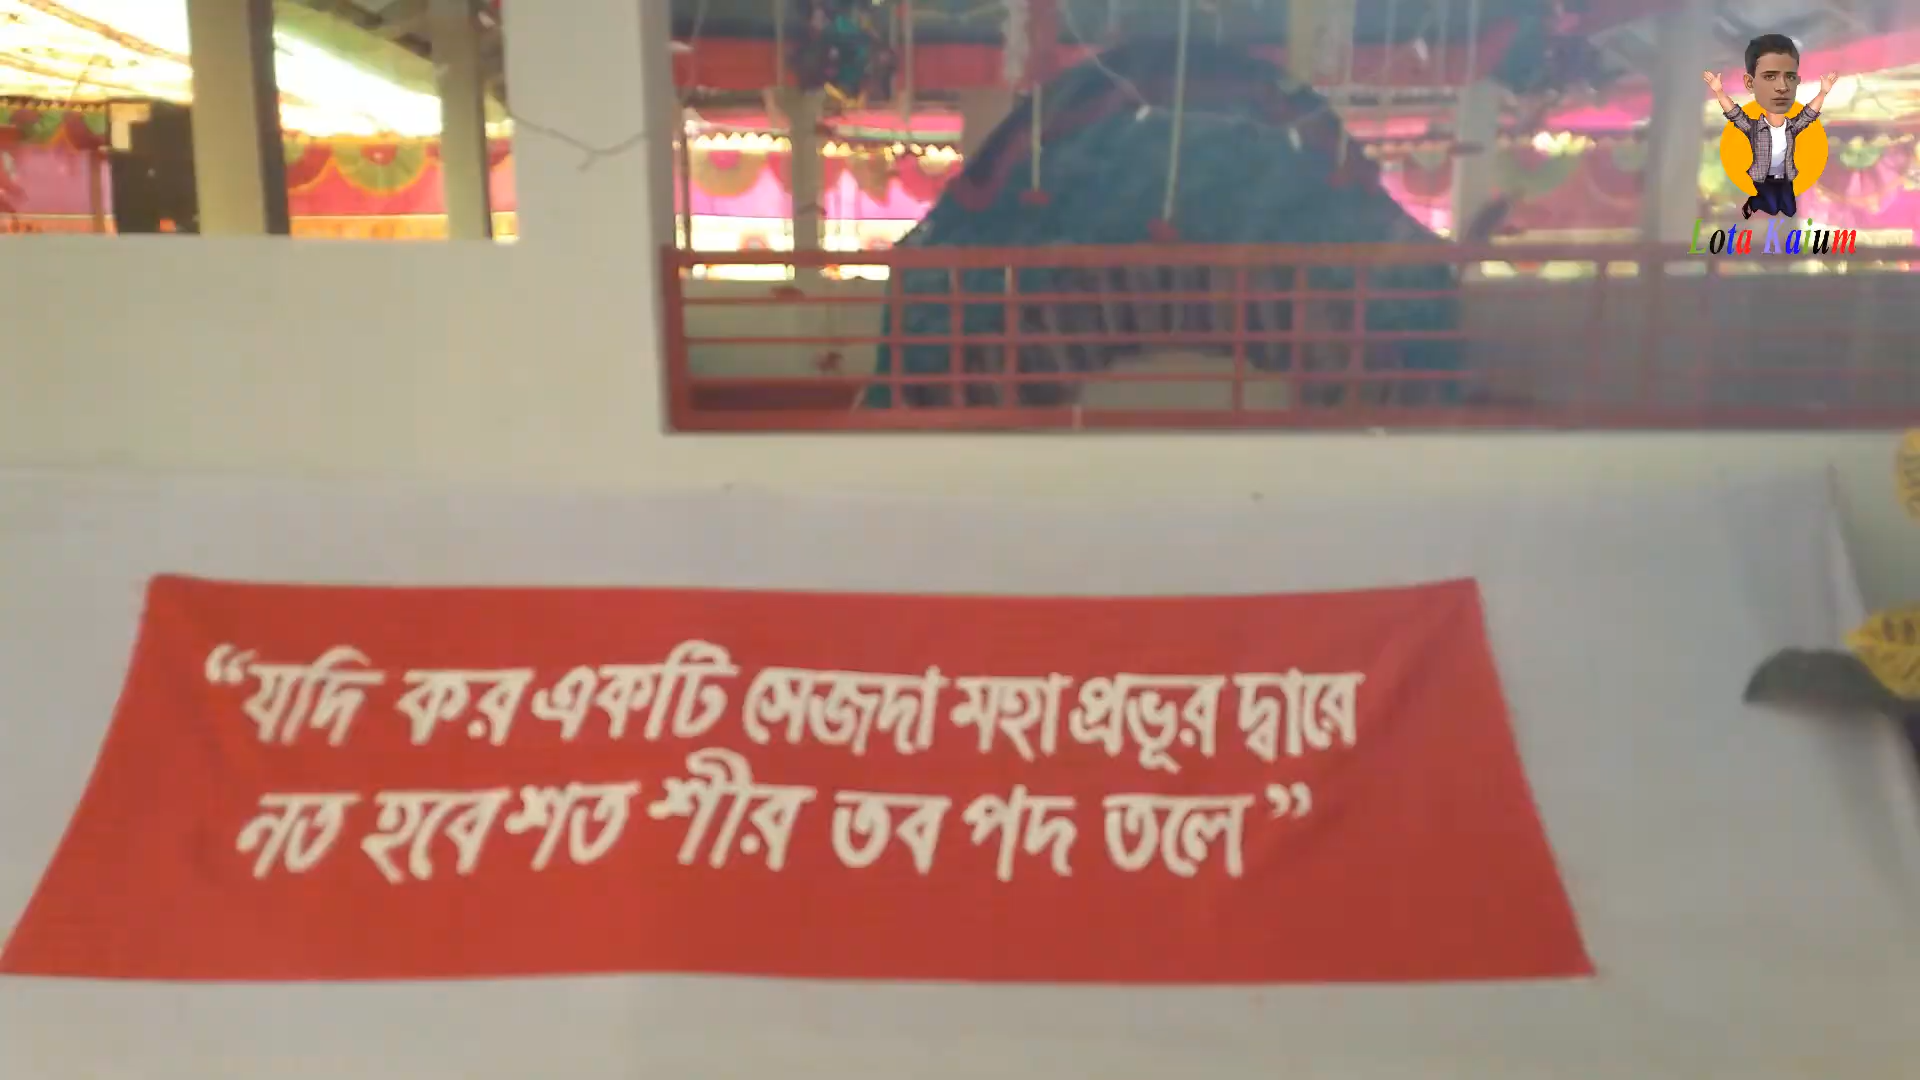 Lota Kaium
“যদি কর একটি সেজদা মহা প্রভূর দ্বারে
নত হবে শত শীর তব পদ তলে”